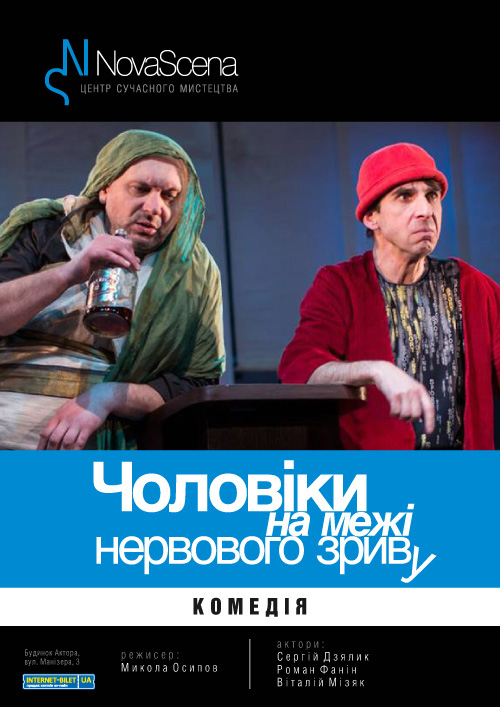 NovaScena
ЦЕНТР СУЧАСНОГО МИСТЕЦТВА
Чоловіки
на межі
нервового зриву
КОМЕДІЯ
Будинок Актора,
вул. Манізера, 3
INTERNET-BILET UA
режисер:
Микола Осипов
актори:
Сергій Дзялик
Роман Фанін
Віталій Мізяк